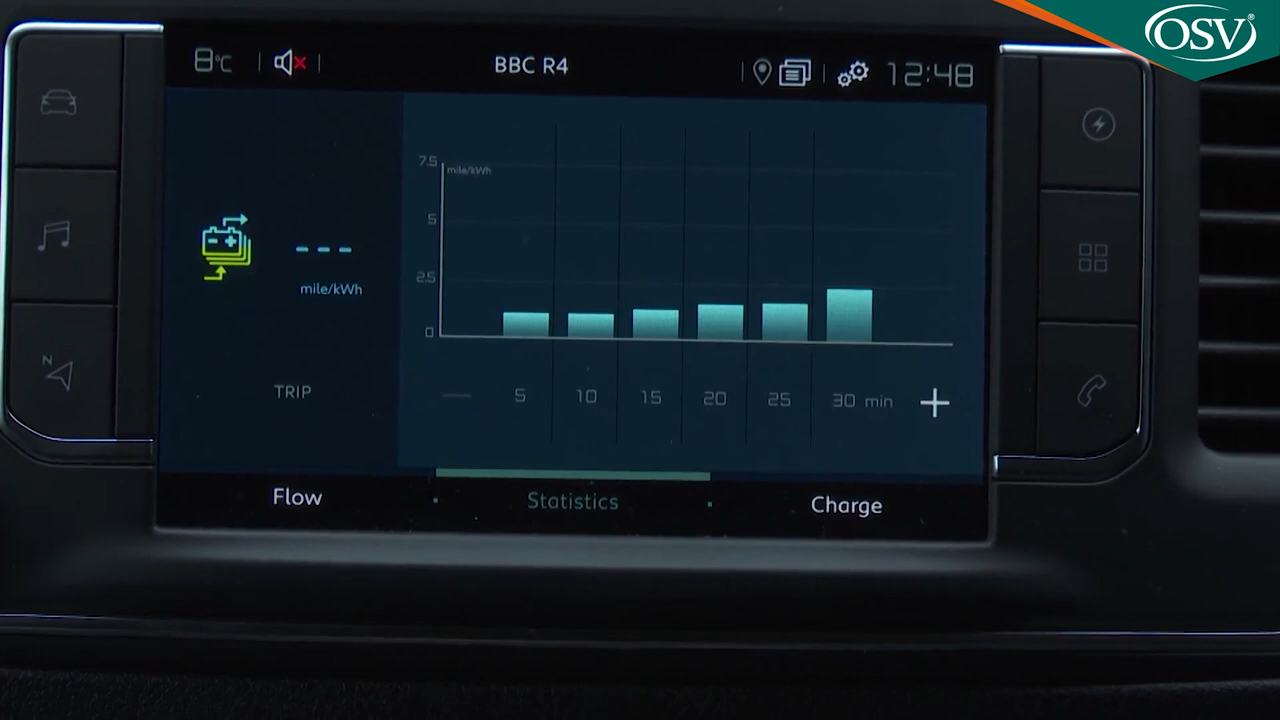 OSV®
8°C
BBC R4
12:48
7.5
mile/kWh
5
2.5
0
- - -
mile/kWh
N
TRIP
5 10 15 20 25 30 min
Flow
Statistics
Charge